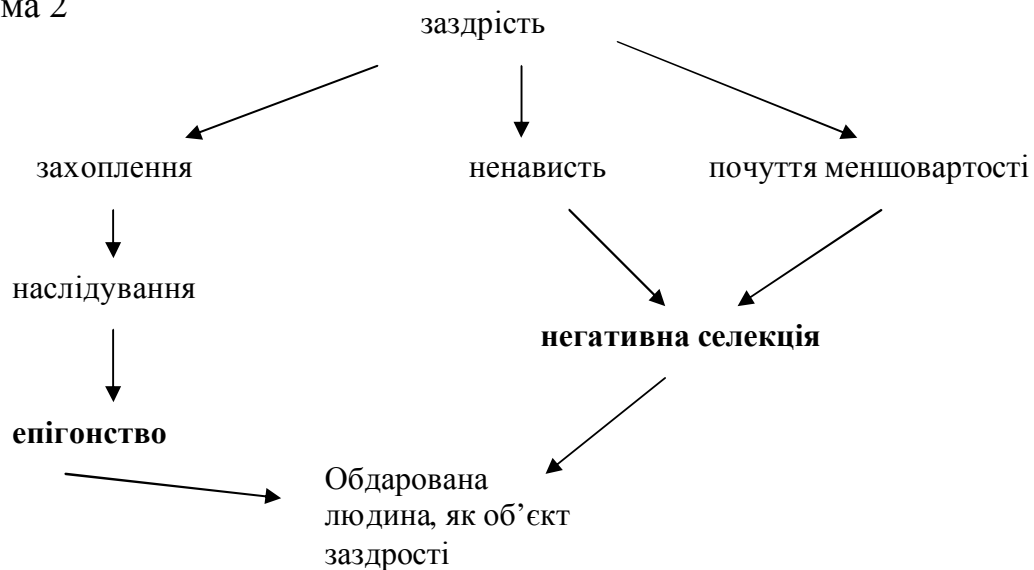 ма 2
заздрість
захоплення
ненависть
почуття меншовартості
наслідування
негативна селекція
епігонство
Обдарована
людина, як об’єкт
заздрості